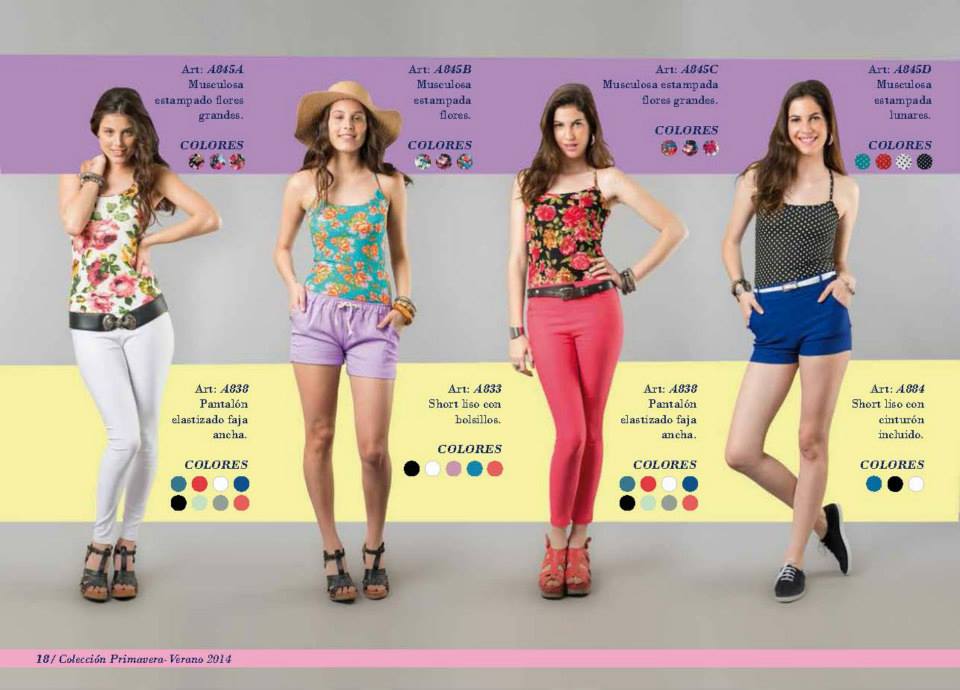 Art: A845A
Musculosa
estampado flores
grandes.
COLORES
Art: A845B
Musculosa
estampada
flores.
COLORES
Art: A845C
Musculosa estampada
flores grandes.
COLORES
Art: A845D
Musculosa
estampada
lunares.
COLORES
Art: A838
Pantalón
elastizado faja
ancha.
COLORES
Art: A833
Short liso con
bolsillos.
COLORES
Art: A838
Pantalón
elastizado faja
ancha.
COLORES
Art: A884
Short liso con
cinturón
incluido.
COLORES
18/ Colección Primavera-Verano 2014